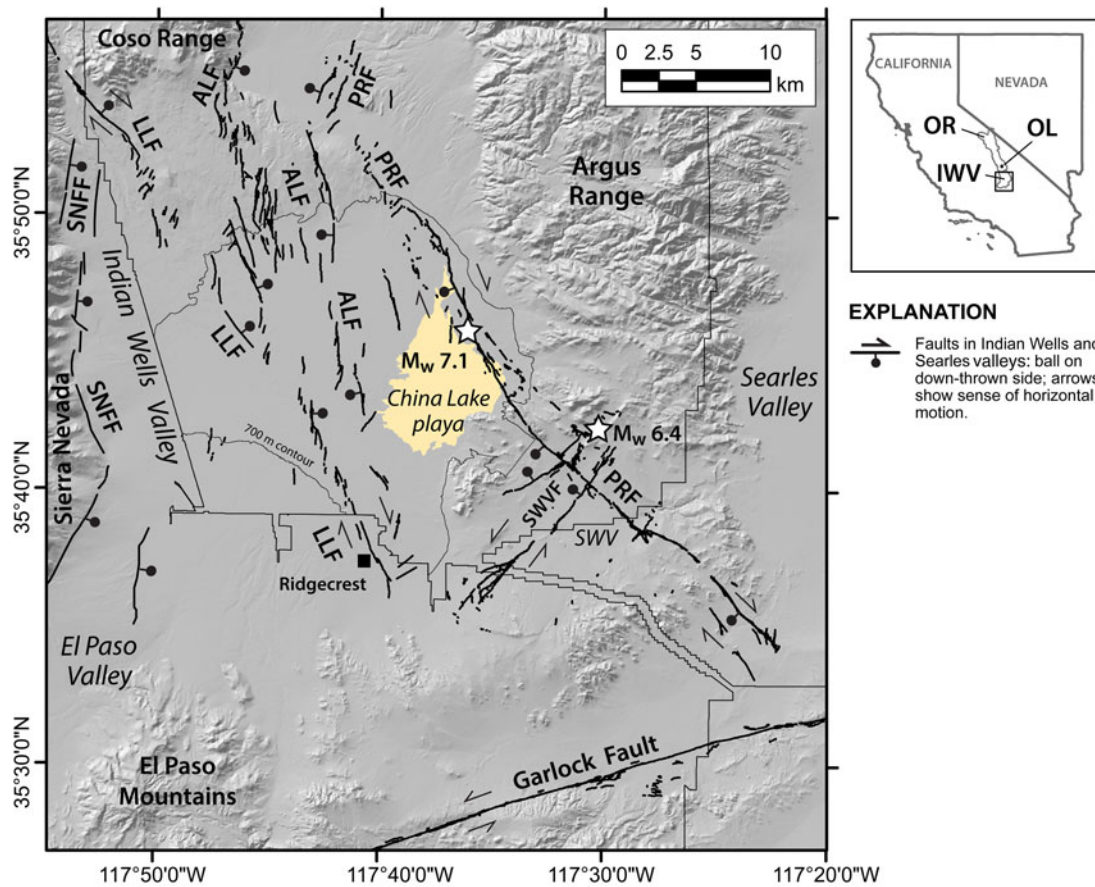 Coso Range
0 2.5 5 10
km
ALF
PRF
LLF
PRF
Argus
Range
ALF
SNFF
Indian Wells Valley
LLF
ALF
Mw 7.1
China Lake
playa
Searles
Valley
Mw 6.4
SNFF
Sierra Nevada
700 m contour
PRF
SWVF
SWV
LLF
Ridgecrest
El Paso
Valley
El Paso
Mountains
Garlock Fault
35°50'0"N
35°40'0"N
35°30'0"N
117°50'0"W
117°40'0"W
117°30'0"W
117°20'0"W
CALIFORNIA
NEVADA
OR
OL
IWV
EXPLANATION
Faults in Indian Wells and
Searles valleys: ball on
down-thrown side; arrows
show sense of horizontal
motion.